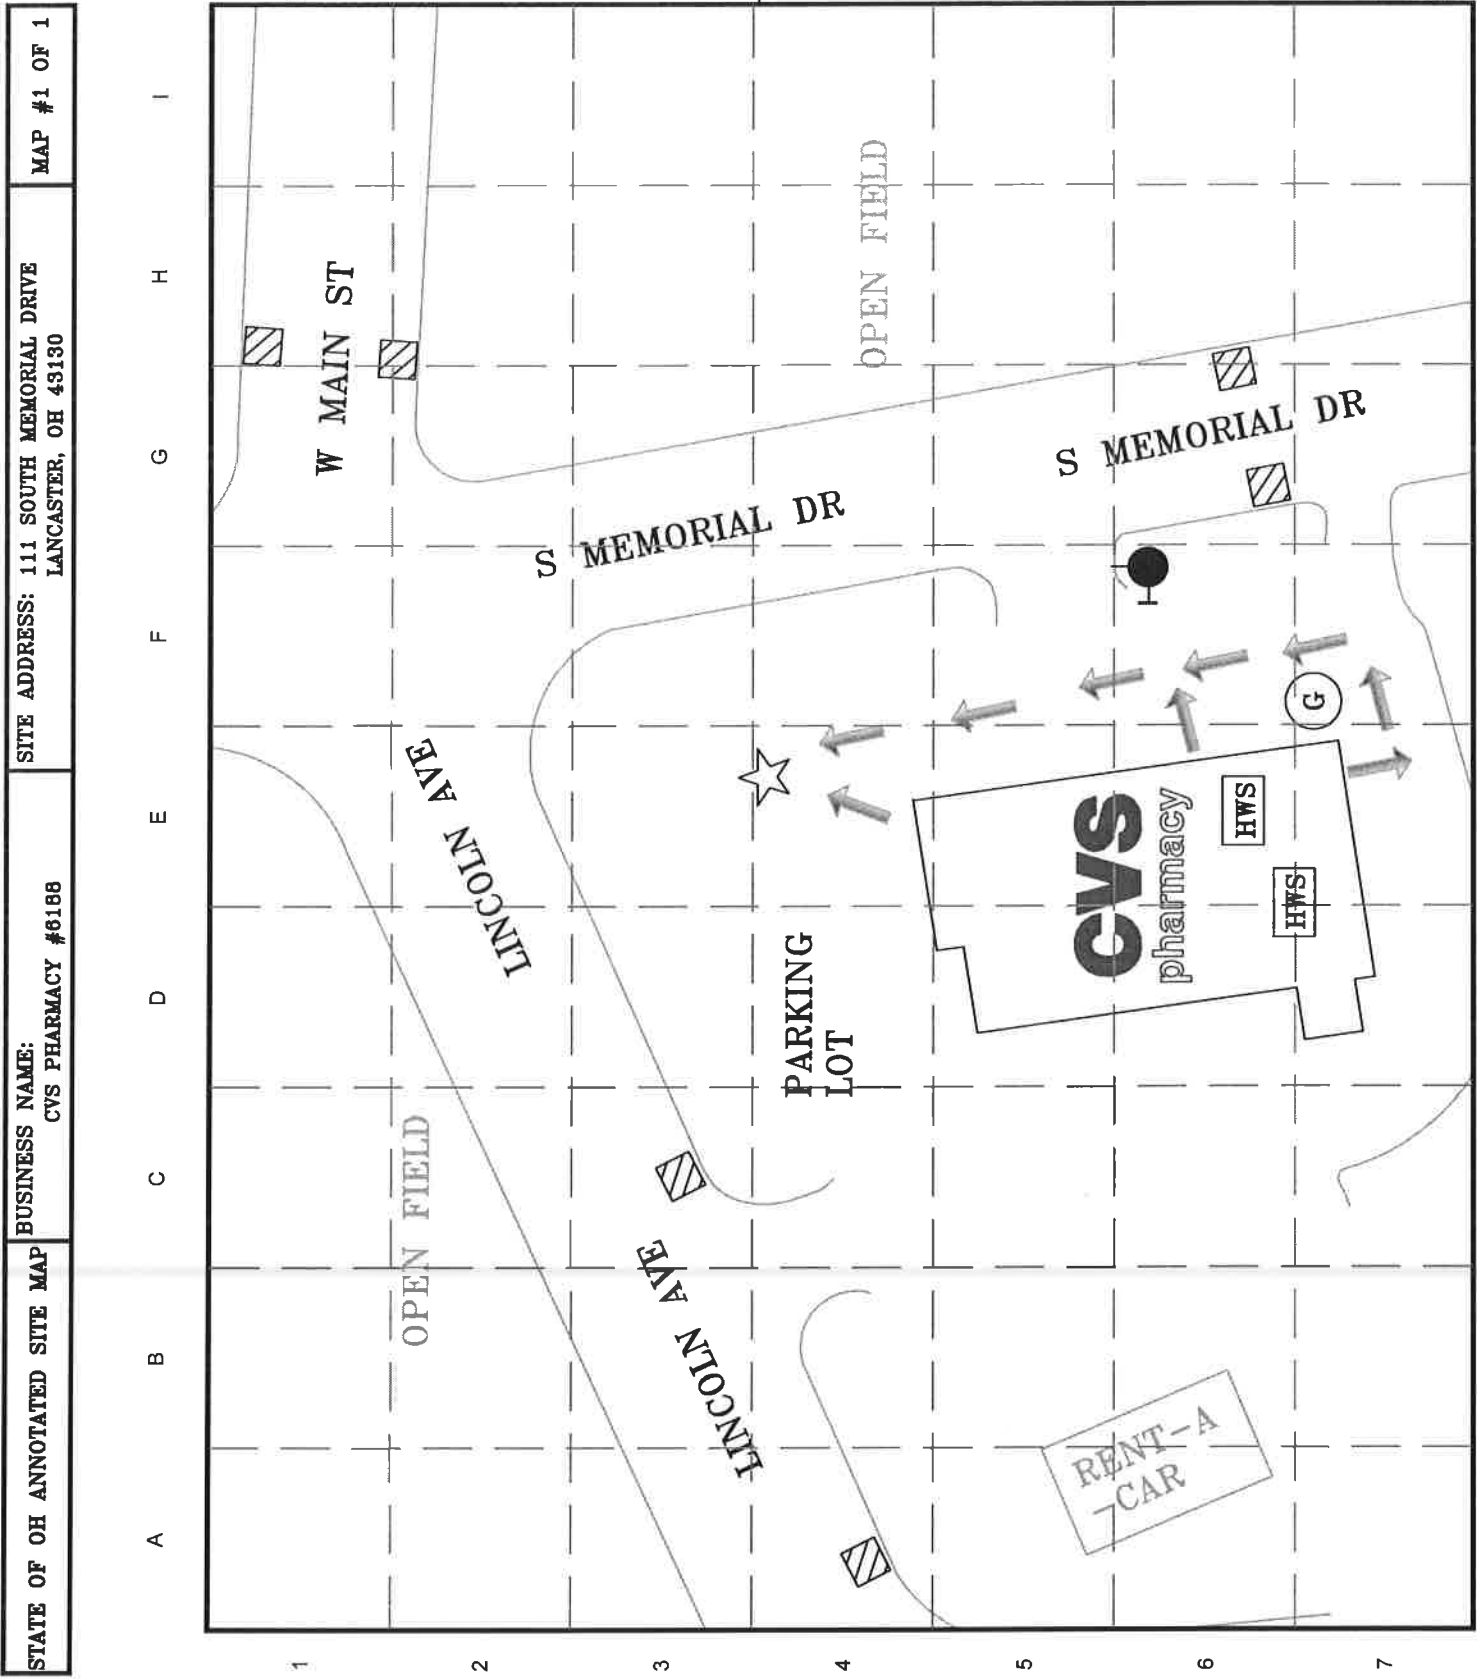 STATE OF OH ANNOTATED SITE MAP
BUSINESS NAME:
CVS PHARMACY #6188
SITE ADDRESS: 111 SOUTH MEMORIAL DRIVE
LANCASTER, OH 43130
MAP #1 OF 1
A B C D E F G H I
1
2
3
4
5
6
7
W MAIN ST
OPEN FIELD
LINCOLN AVE
S MEMORIAL DR
OPEN FIELD
LINCOLN AVE
PARKING
LOT
S MEMORIAL DR
CVS
pharmacy
HWS
HWS
G
RENT-A
-CAR